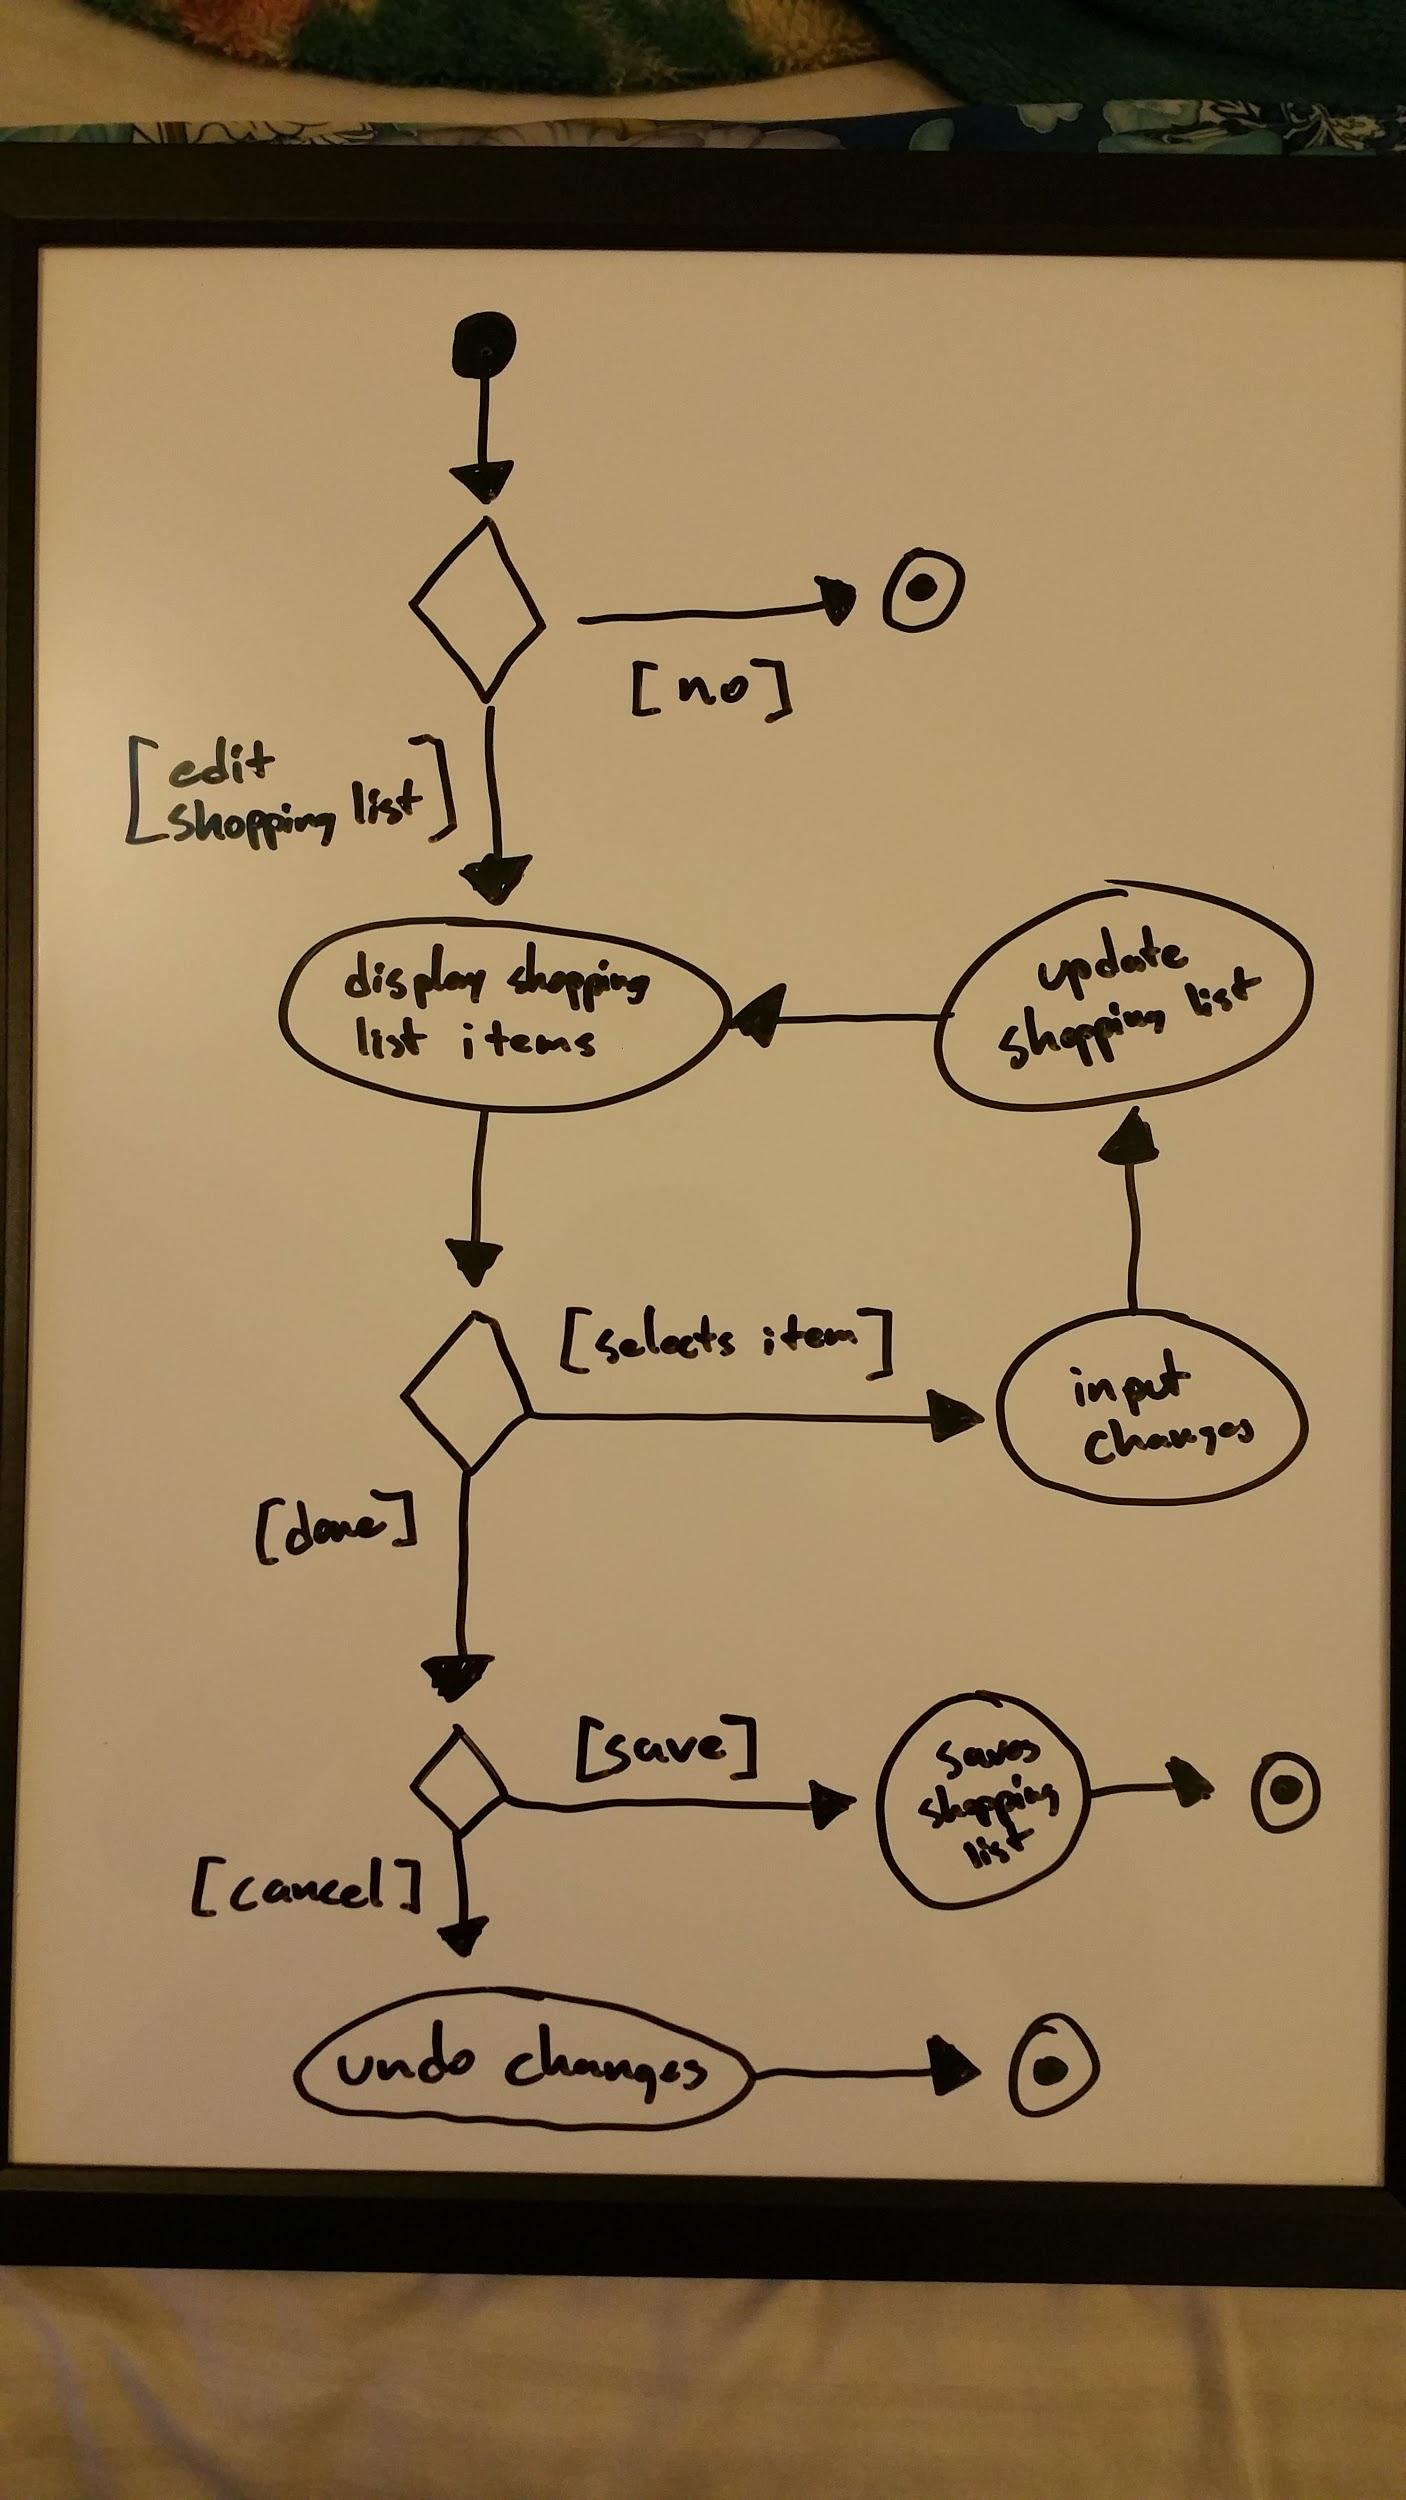 [no]
[edit
shopping list]
display shopping
list items
update
shopping list
[selects item]
input
changes
[done]
[save]
saves
shopping
list
[cancel]
undo changes